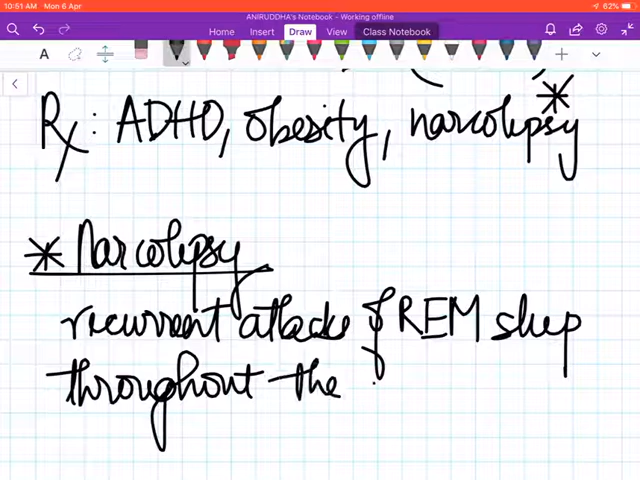 10:51 AM Mon 6 Apr
62%
ANIRUDDHA's Notebook - Working offline
Home Insert Draw View Class Notebook
A
Rx: ADHD, obesity, narcolepsy *
* Narcolepsy
recurrent attacks of REM sleep
throughout the